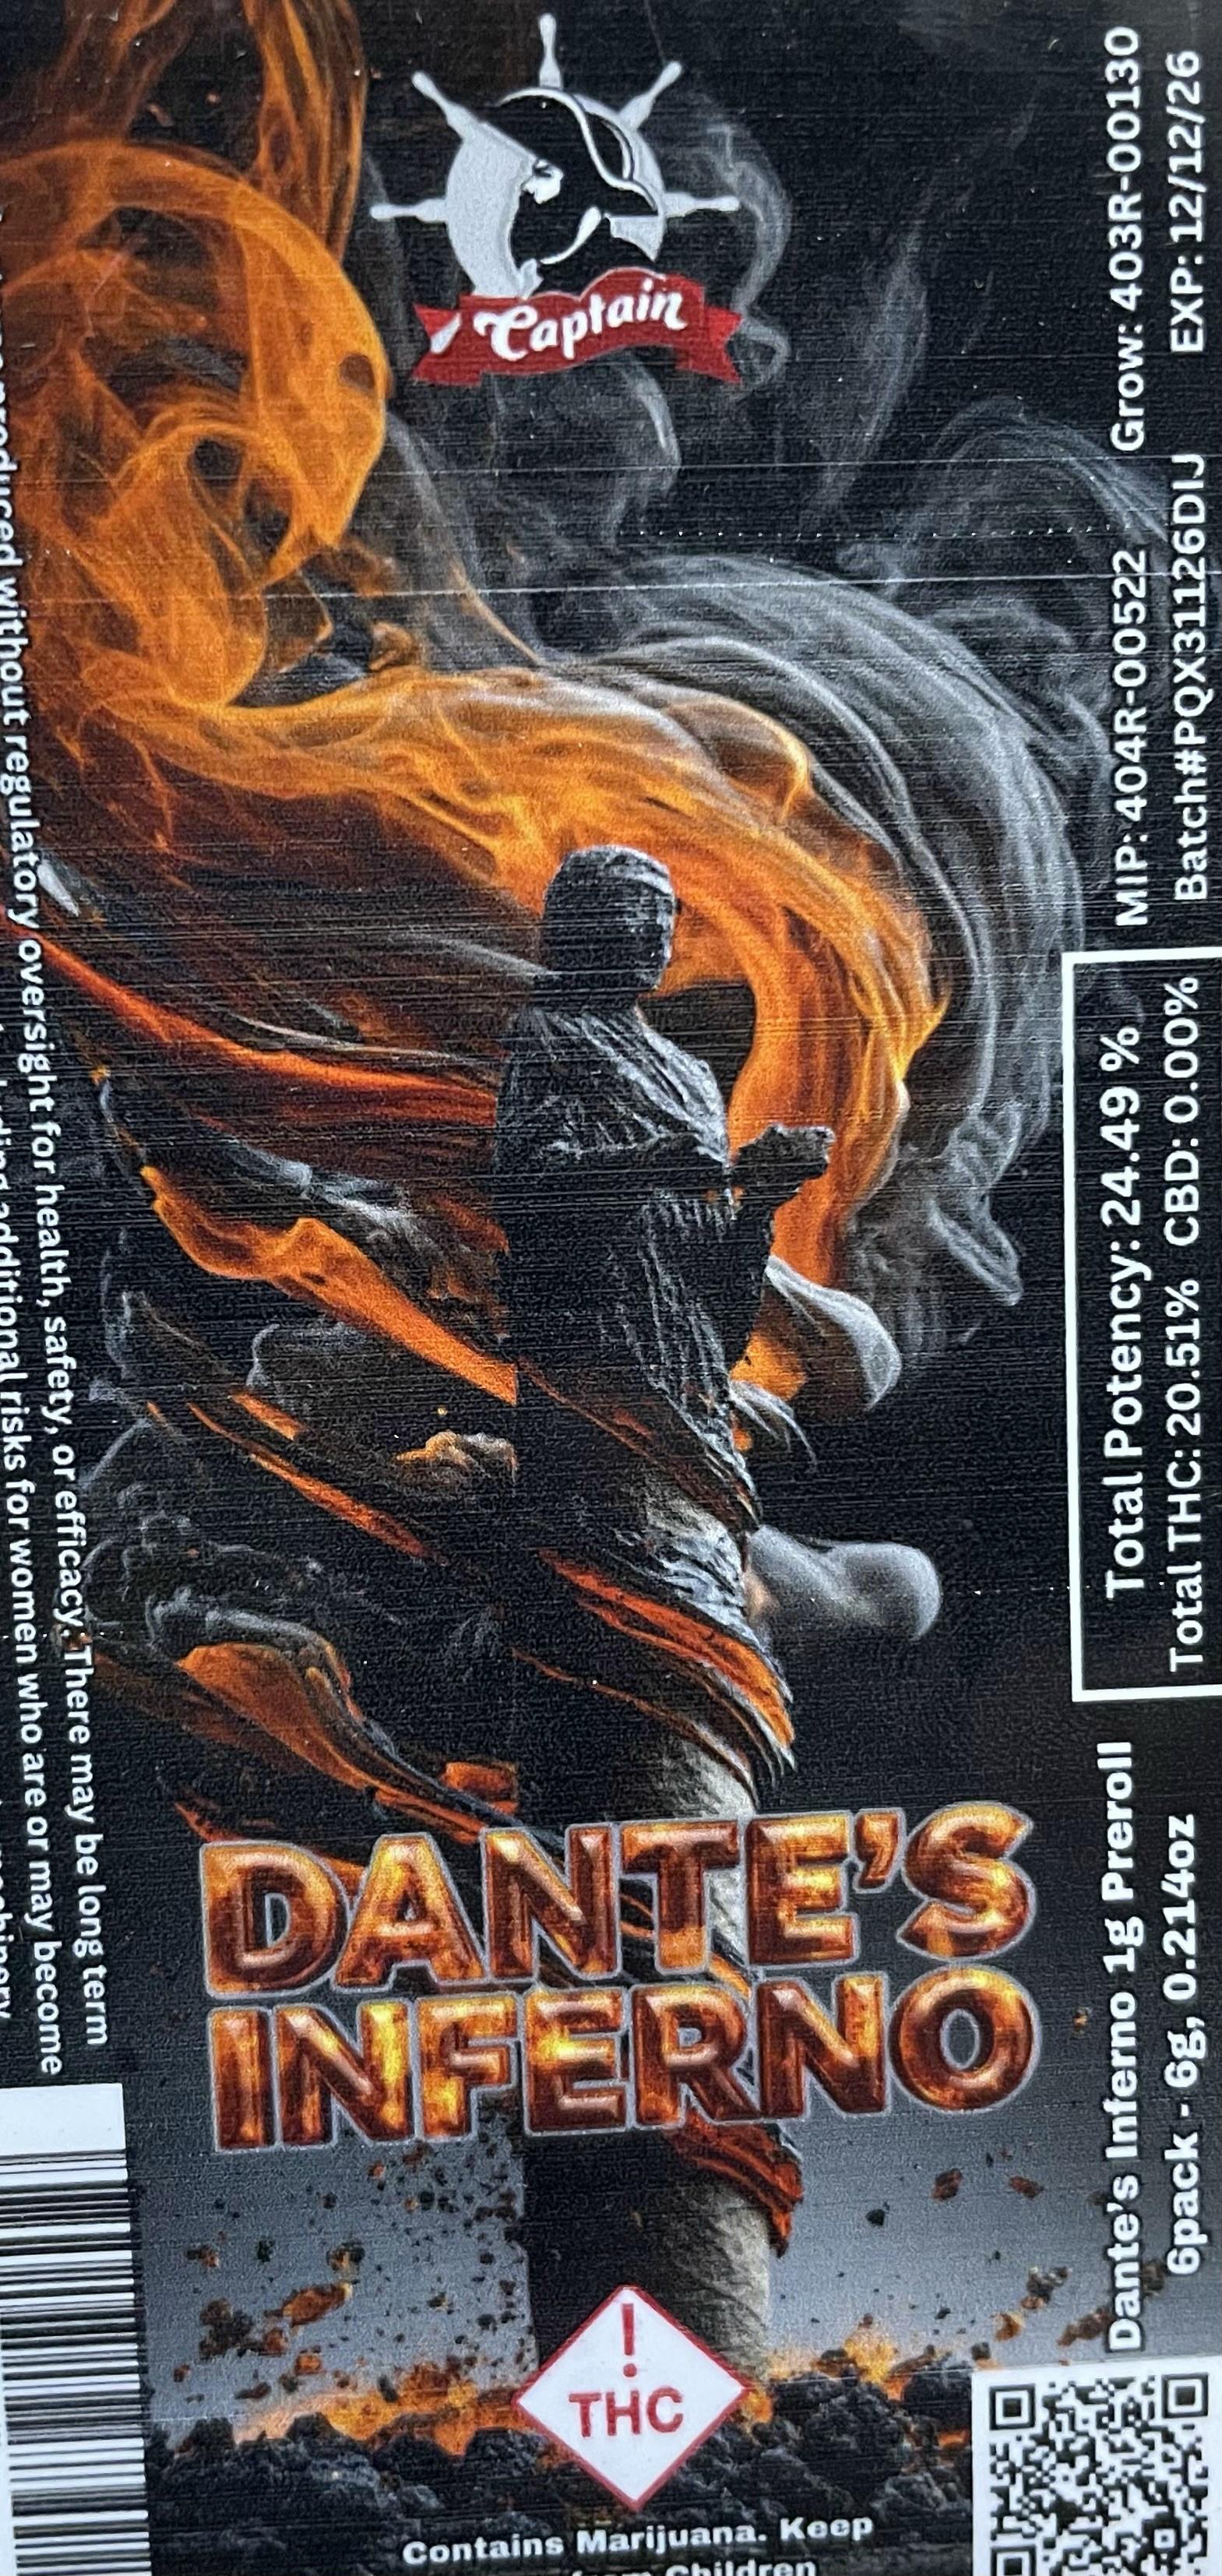 Captain
DANTE'S
INFERNO
!
THC
Contains Marijuana. Keep
from Children
Dante's Inferno 1g Preroll
6pack - 6g, 0.214oz
Total Potency: 24.49 %
Total THC: 20.51% CBD: 0.00%
MIP: 404R-00522 Grow: 403R-00130
Batch#PQX31126DIJ EXP: 12/12/26
produced without regulatory oversight for health, safety, or efficacy. There may be long term
additional risks for women who are or may become